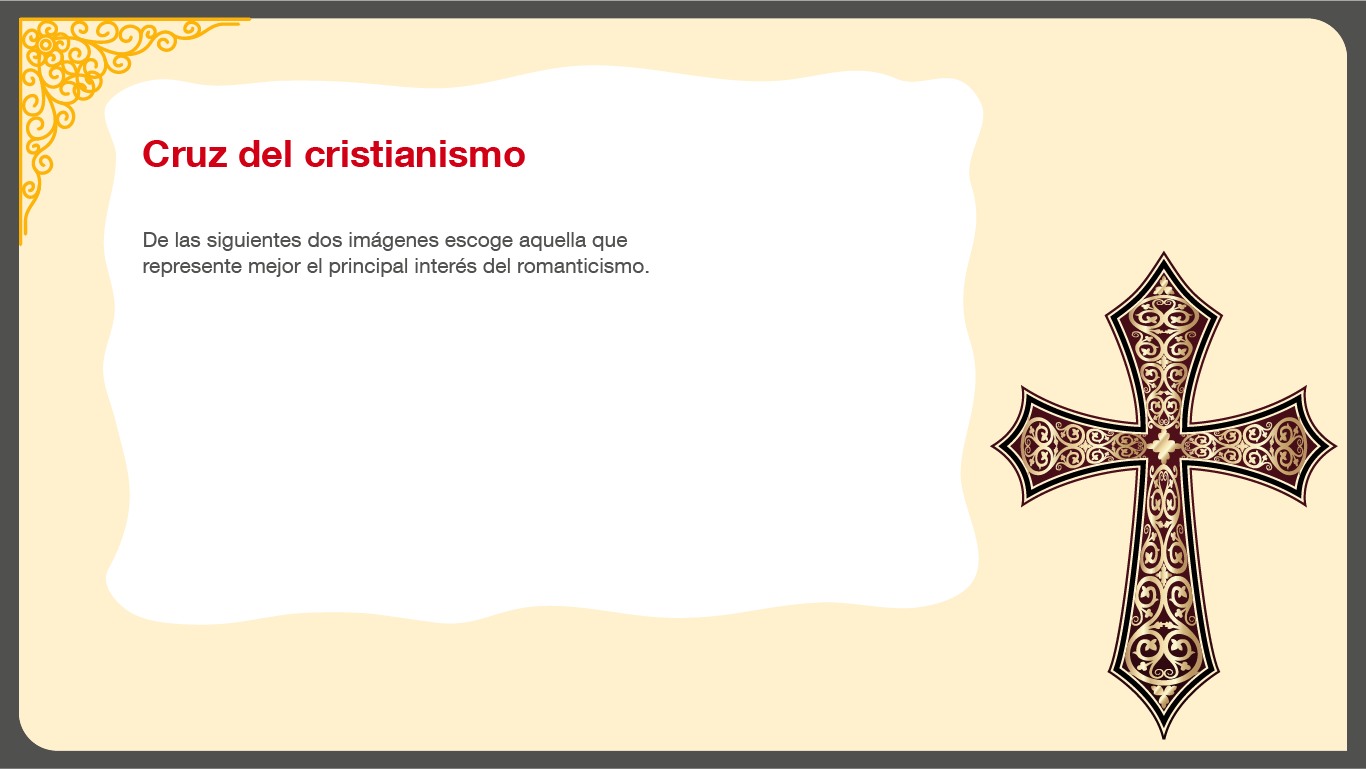 Cruz del cristianismo
De las siguientes dos imágenes escoge aquella que
represente mejor el principal interés del romanticismo.